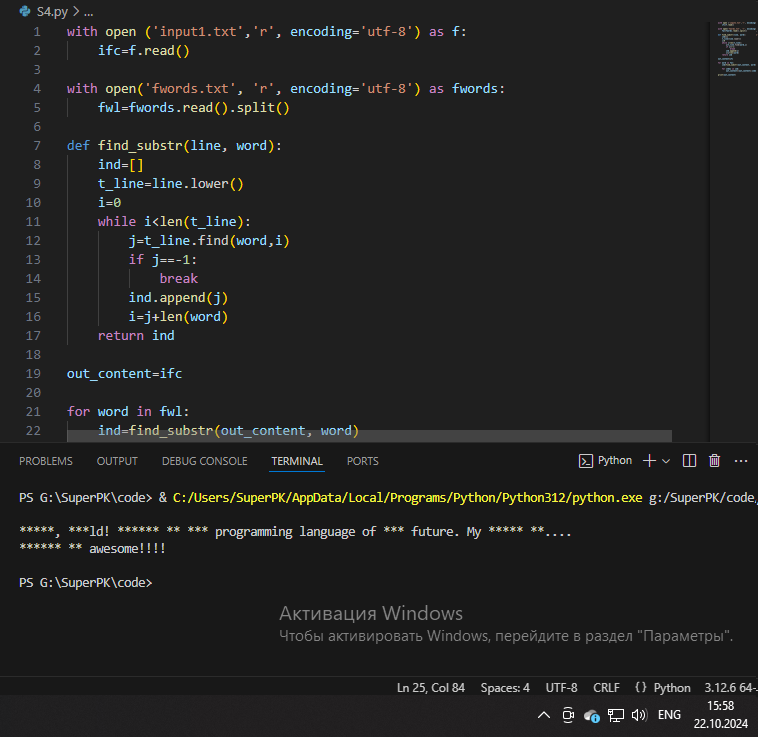 S4.py > ...
1 with open ('input1.txt','r', encoding='utf-8') as f:
2     ifc=f.read()
3
4 with open('fwords.txt', 'r', encoding='utf-8') as fwords:
5     fwl=fwords.read().split()
6
7 def find_substr(line, word):
8     ind=[]
9     t_line=line.lower()
10     i=0
11     while i<len(t_line):
12         j=t_line.find(word,i)
13         if j==-1:
14             break
15         ind.append(j)
16         i=j+len(word)
17     return ind
18
19 out_content=ifc
20
21 for word in fwl:
22     ind=find_substr(out_content, word)
PROBLEMS OUTPUT DEBUG CONSOLE TERMINAL PORTS Python
PS G:\SuperPK\code> & C:/Users/SuperPK/AppData/Local/Programs/Python/Python312/python.exe g:/SuperPK/code/
*****, ***ld! ****** ** *** programming language of *** future. My ***** **....
****** ** awesome!!!!
PS G:\SuperPK\code>
Активация Windows
Чтобы активировать Windows, перейдите в раздел "Параметры".
Ln 25, Col 84 Spaces: 4 UTF-8 CRLF {} Python 3.12.6 64-
ENG 15:58
22.10.2024